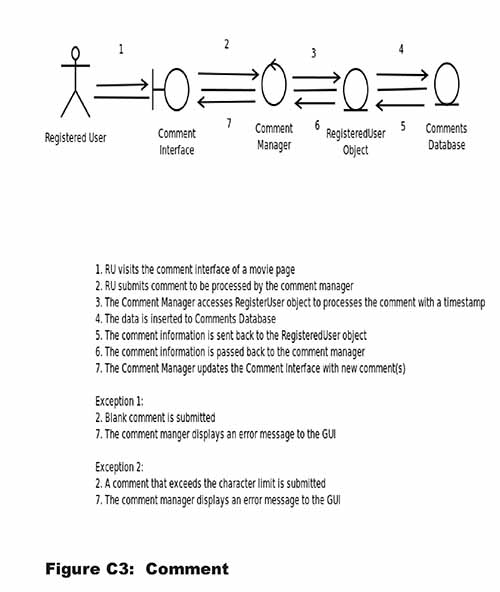 1
2
3
4
7
6
5
Registered User
Comment
Interface
Comment
Manager
RegisteredUser
Object
Comments
Database
1. RU visits the comment interface of a movie page
2. RU submits comment to be processed by the comment manager
3. The Comment Manager accesses RegisterUser object to processes the comment with a timestamp
4. The data is inserted to Comments Database
5. The comment information is sent back to the RegisteredUser object
6. The comment information is passed back to the comment manager
7. The Comment Manager updates the Comment Interface with new comment(s)
Exception 1:
2. Blank comment is submitted
7. The comment manger displays an error message to the GUI
Exception 2:
2. A comment that exceeds the character limit is submitted
7. The comment manager displays an error message to the GUI
Figure C3: Comment